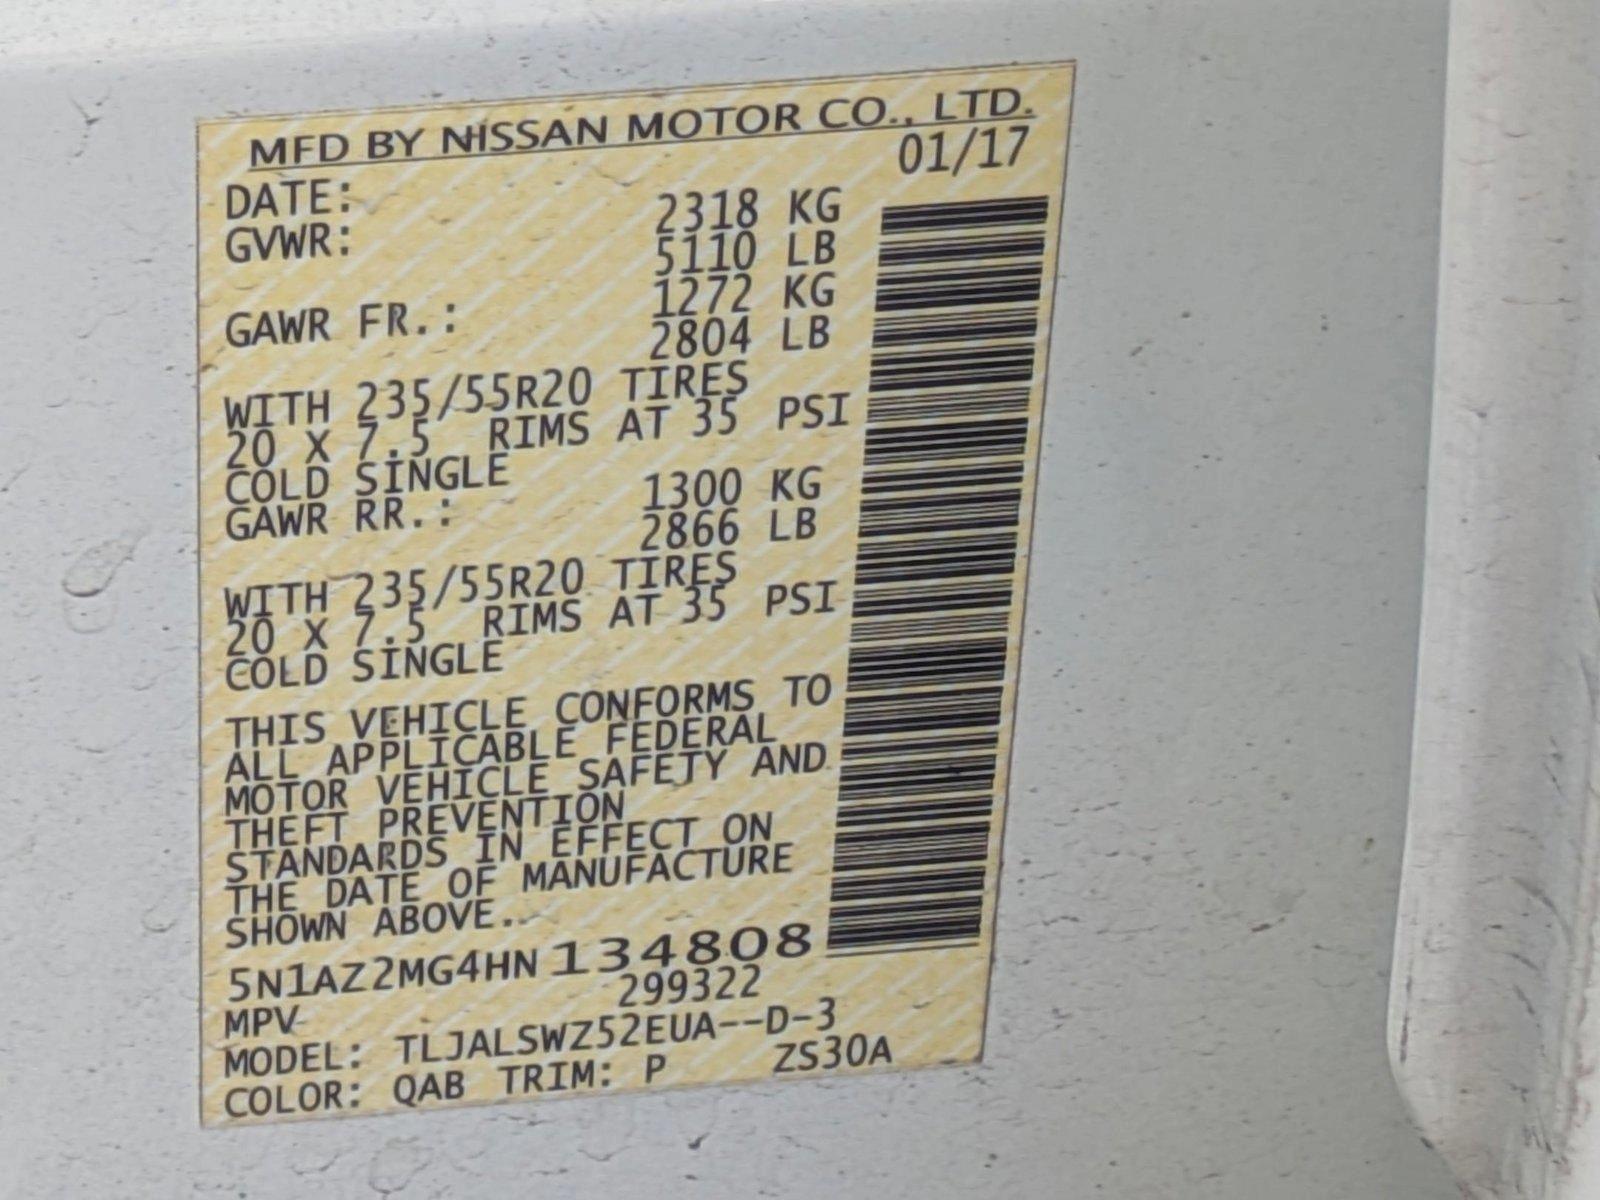 MFD BY NISSAN MOTOR CO., LTD.
DATE: 01/17
GVWR: 2318 KG
5110 LB
GAWR FR.: 1272 KG
2804 LB
WITH 235/55R20 TIRES
20 X 7.5 RIMS AT 35 PSI
COLD SINGLE
GAWR RR.: 1300 KG
2866 LB
WITH 235/55R20 TIRES
20 X 7.5 RIMS AT 35 PSI
COLD SINGLE
THIS VEHICLE CONFORMS TO
ALL APPLICABLE FEDERAL
MOTOR VEHICLE SAFETY AND
THEFT PREVENTION
STANDARDS IN EFFECT ON
THE DATE OF MANUFACTURE
SHOWN ABOVE..
5N1AZ2MG4HN134808
MPV 299322
MODEL: TLJALSWZ52EUA--D-3
COLOR: QAB TRIM: P ZS30A